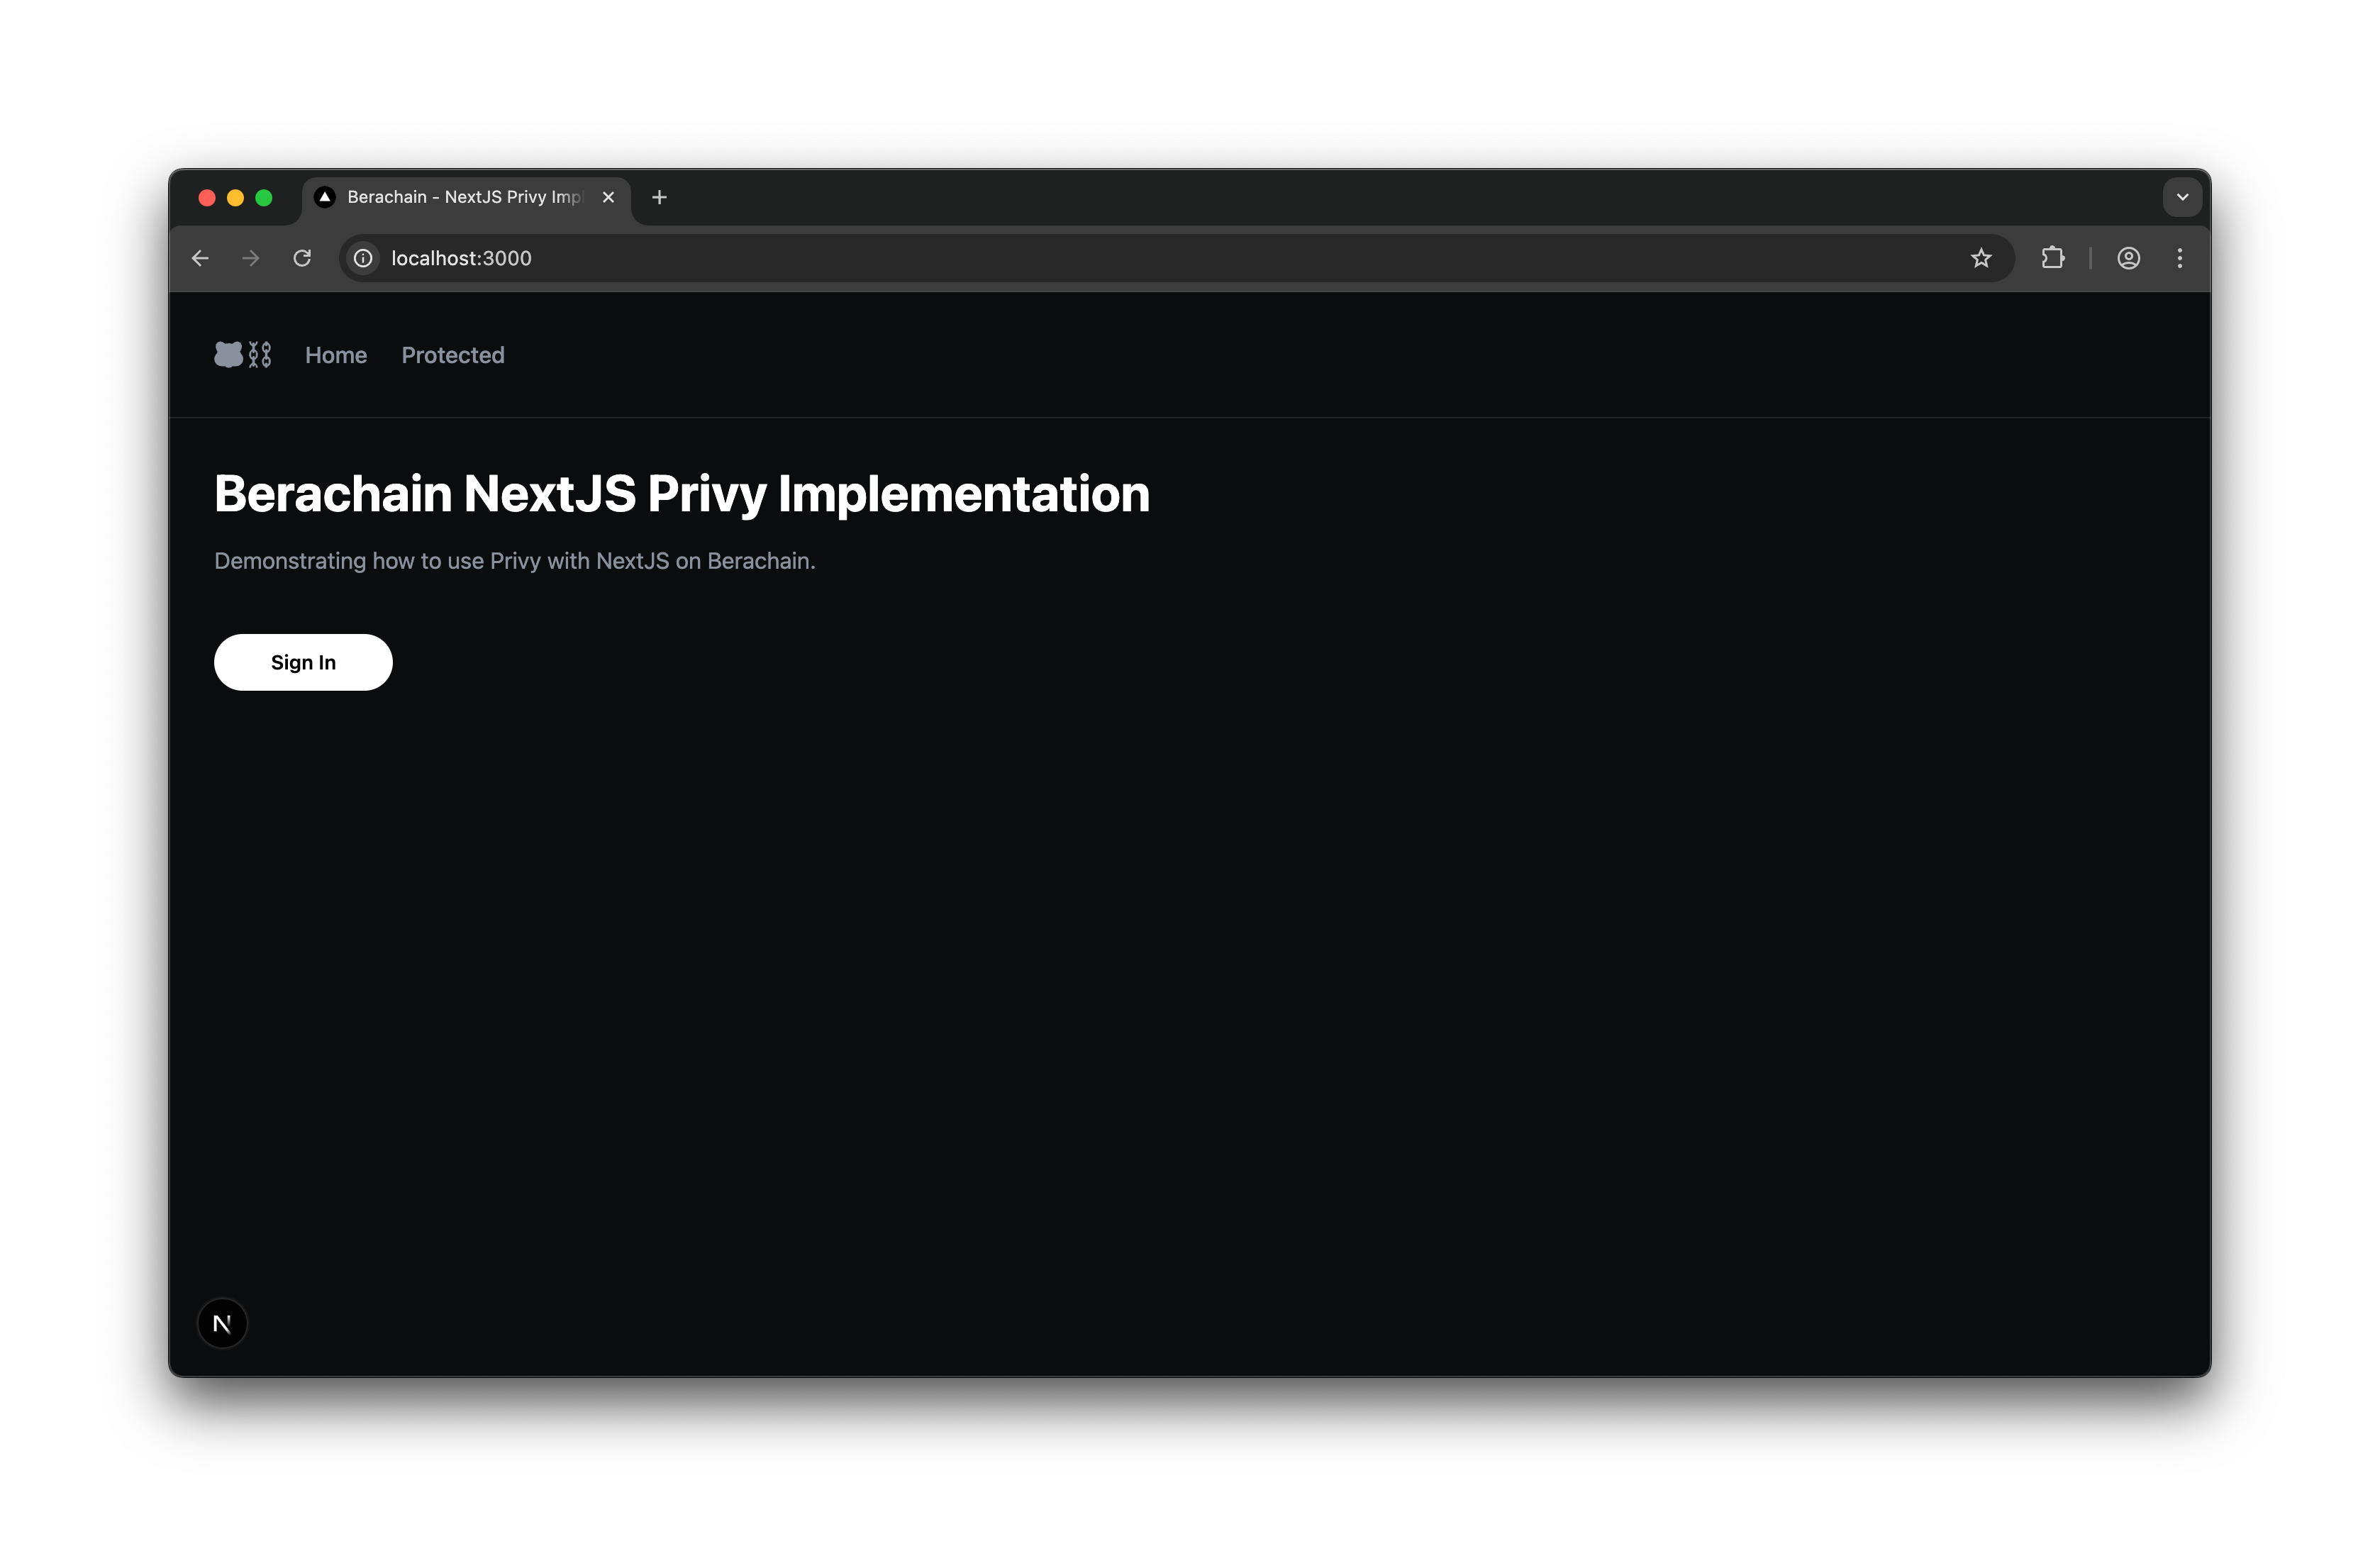 Berachain - NextJS Privy Impl
localhost:3000
Home Protected
Berachain NextJS Privy Implementation
Demonstrating how to use Privy with NextJS on Berachain.
Sign In
N